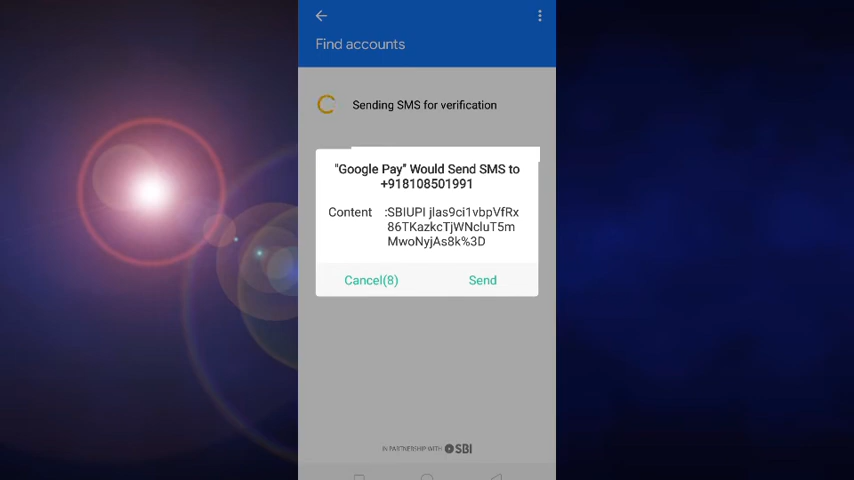 Find accounts
Sending SMS for verification
"Google Pay" Would Send SMS to
+918108501991
Content :SBIUPI jlas9ci1vbpVfRx
86TKazkcTjWNcluT5m
MwoNyjAs8k%3D
Cancel(8) Send
IN PARTNERSHIP WITH SBI